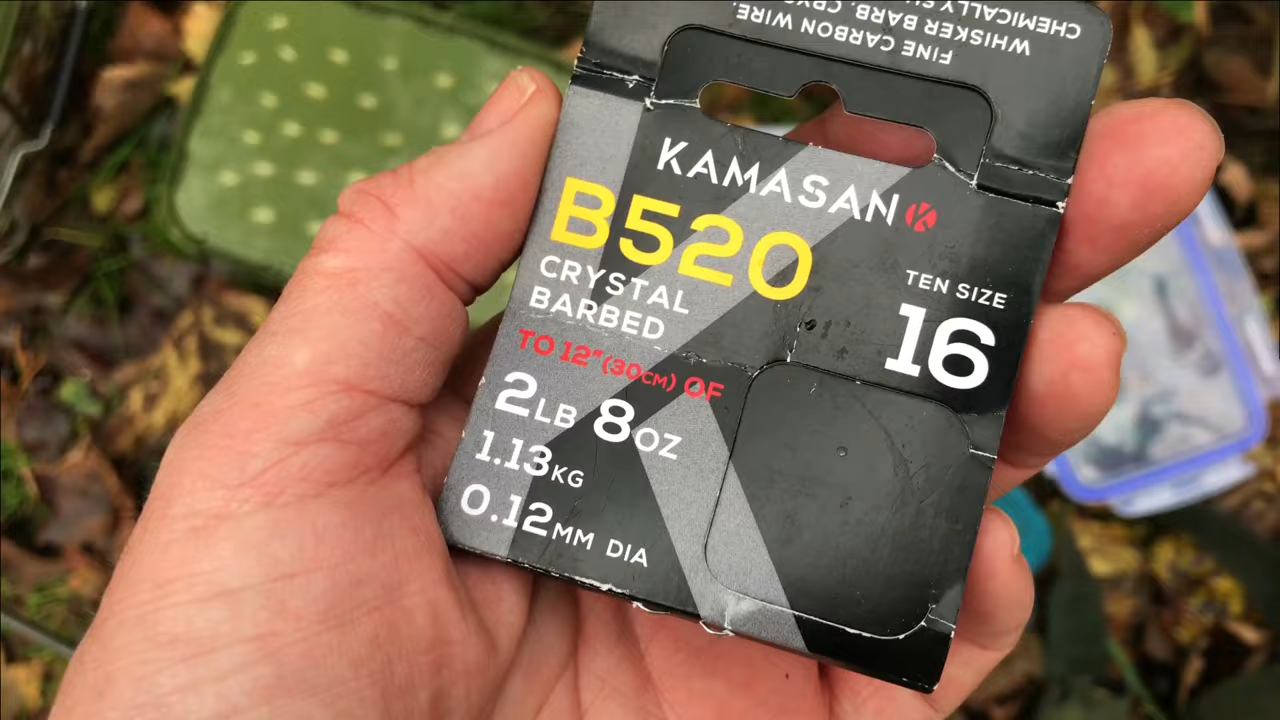 FINE CARBON WIRE.
WHISKER BARB,
CHEMICALLY
KAMASAN
B520
CRYSTAL
BARBED
TO 12"(30CM) OF
2LB 8OZ
1.13KG
0.12MM DIA
TEN SIZE
16